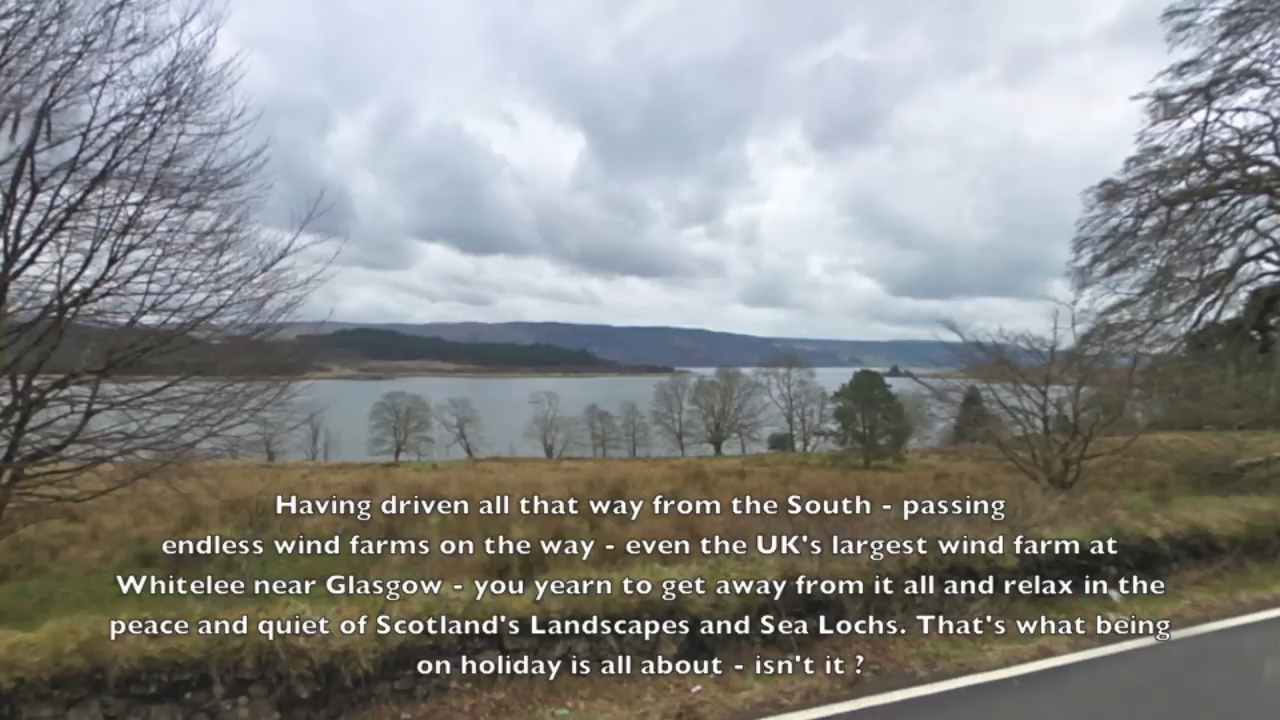 Having driven all that way from the South - passing
endless wind farms on the way - even the UK's largest wind farm at
Whitelee near Glasgow - you yearn to get away from it all and relax in the
peace and quiet of Scotland's Landscapes and Sea Lochs. That's what being
on holiday is all about - isn't it ?